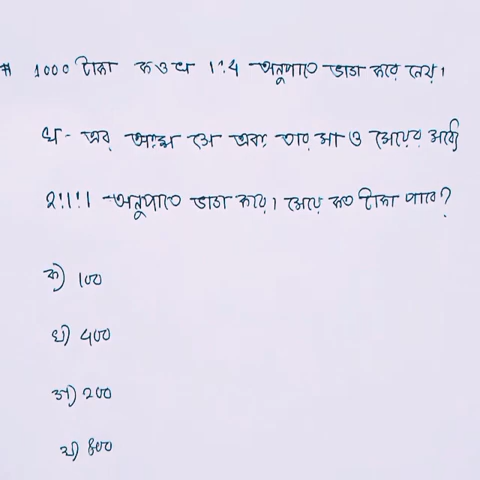 # 1000 টাকা ক ও খ 1:4 অনুপাতে ভাগ করে নেয়।
খ- এর অংশ সে এবং তার মা ও মেয়ের মধ্যে
2:1:1 -অনুপাতে ভাগ করে। মেয়ে কত টাকা পাবে?
ক) 100
খ) 400
গ) 200
ঘ) 800